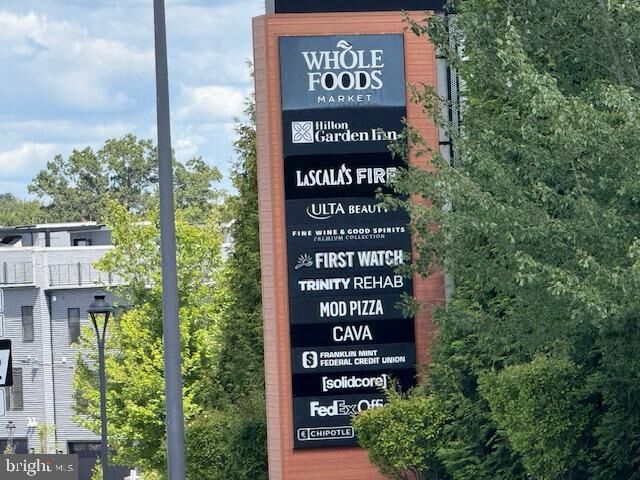 WHOLE
FOODS
MARKET
Hilton
Garden Inn
LASCALA'S FIRE
ULTA BEAUTY
FINE WINE & GOOD SPIRITS
PREMIUM COLLECTION
FIRST WATCH
TRINITY REHAB
MOD PIZZA
CAVA
FRANKLIN MINT
FEDERAL CREDIT UNION
[solidcore]
FedEx Office
CHIPOTLE
bright MLS